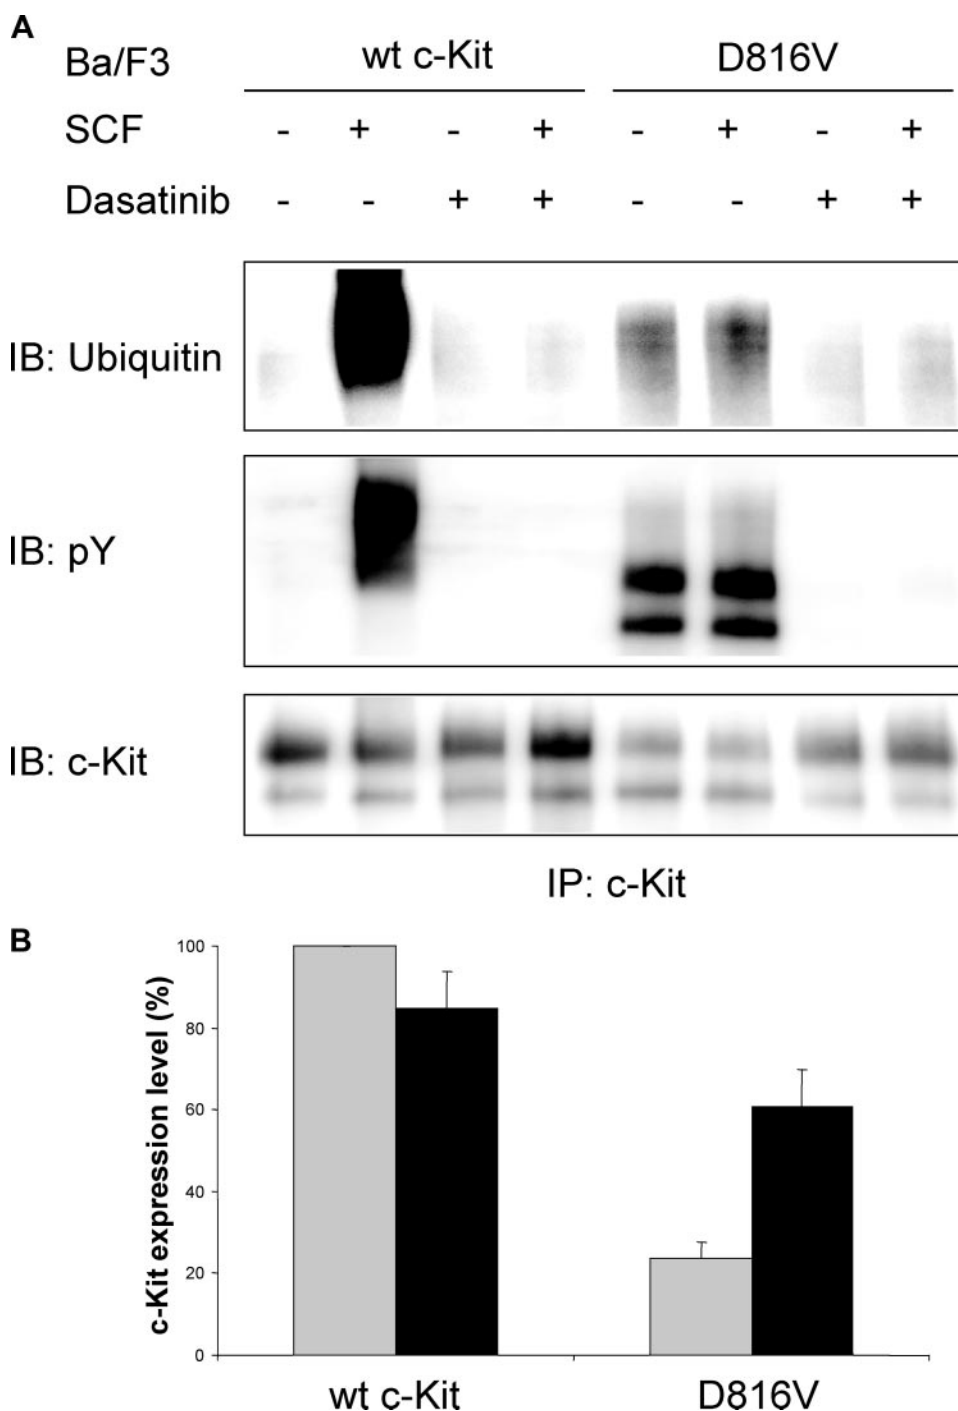 A
Ba/F3 wt c-Kit D816V
SCF - + - + - + - +
Dasatinib - - + + - - + +
IB: Ubiquitin
IB: pY
IB: c-Kit
IP: c-Kit
B
c-Kit expression level (%)
100
80
60
40
20
0
wt c-Kit D816V